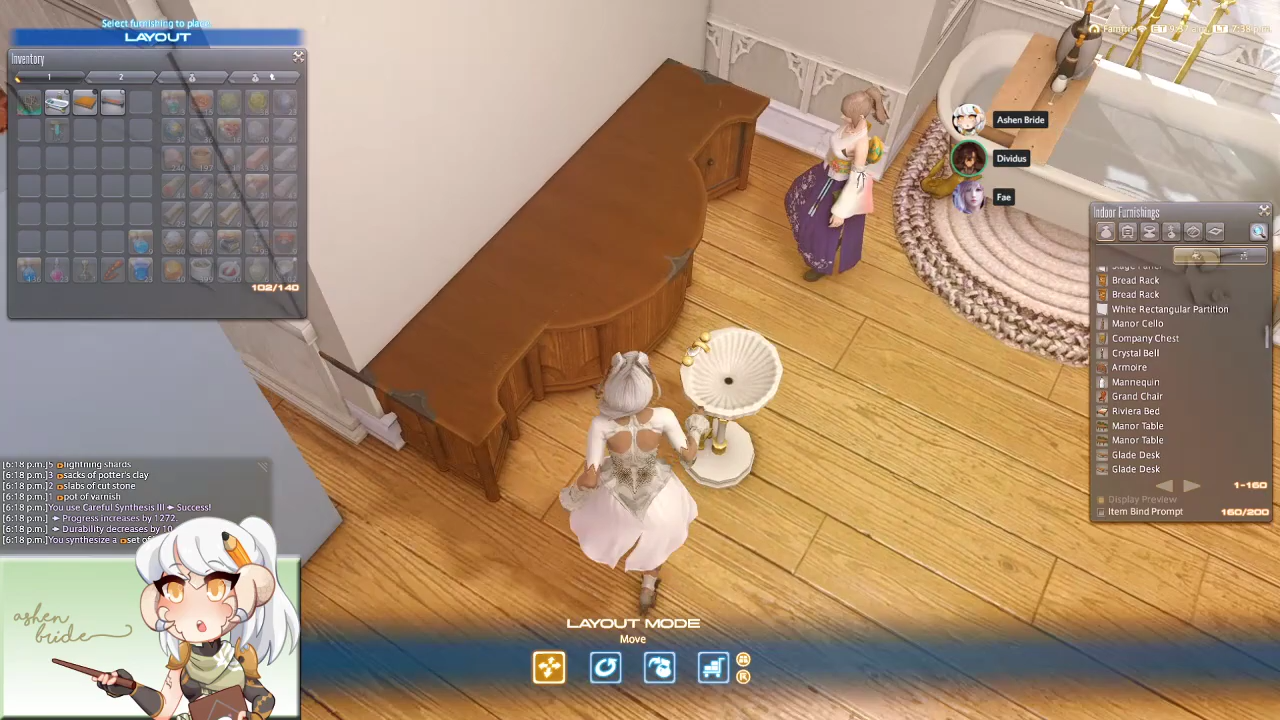 Select furnishing to place.
LAYOUT
Inventory
1
2
102/140
Ashen Bride
Dividus
Fae
Indoor Furnishings
Bread Rack
Bread Rack
White Rectangular Partition
Manor Cello
Company Chest
Crystal Bell
Armoire
Mannequin
Grand Chair
Riviera Bed
Manor Table
Manor Table
Glade Desk
Glade Desk
1-160
Display Preview
Item Bind Prompt
160/200
[6:18 p.m.]5 lightning shards
[6:18 p.m.]3 sacks of potter's clay
[6:18 p.m.]2 slabs of cut stone
[6:18 p.m.]1 pot of varnish
[6:18 p.m.]You use Careful Synthesis III Success!
[6:18 p.m.] Progress increases by 1272.
[6:18 p.m.] Durability decreases by 10
[6:18 p.m.]You synthesize a set of
ashen
bride
LAYOUT MODE
Move